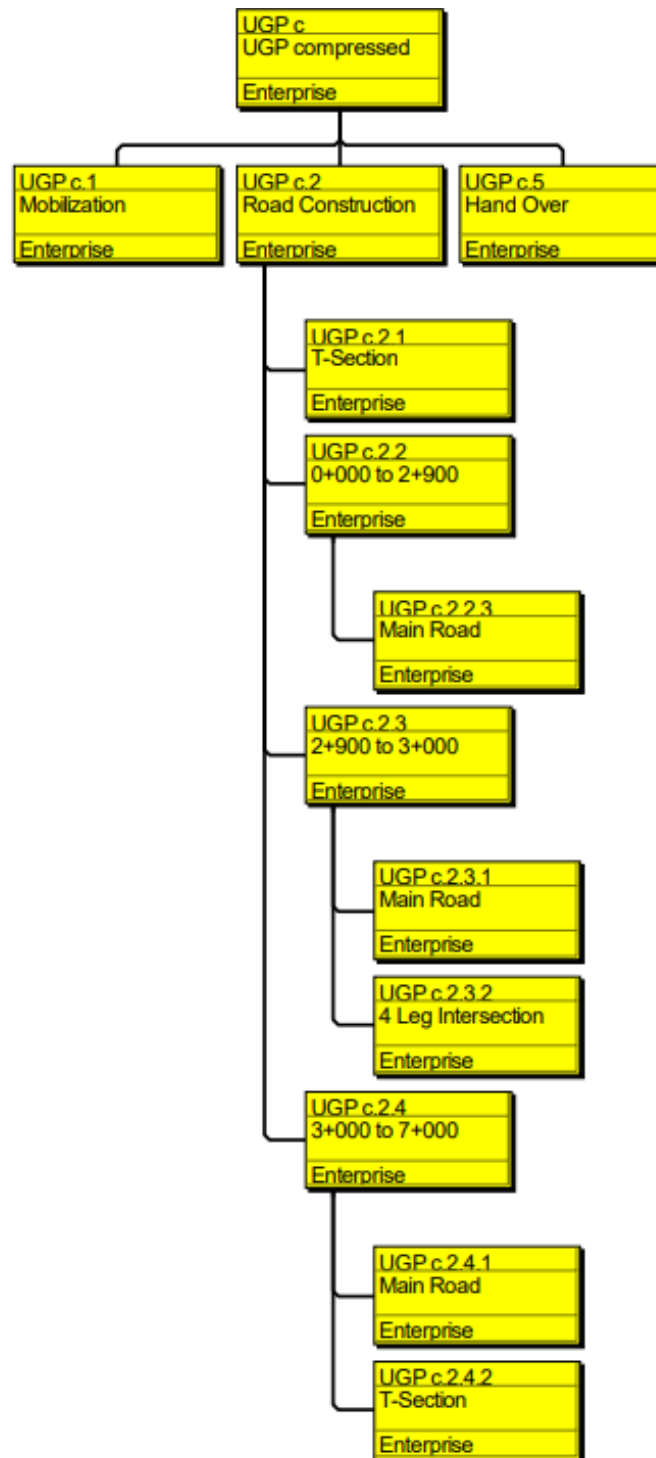 UGP c
UGP compressed
Enterprise
UGP c.1
Mobilization
Enterprise
UGP c.2
Road Construction
Enterprise
UGP c.5
Hand Over
Enterprise
UGP c.2.1
T-Section
Enterprise
UGP c.2.2
0+000 to 2+900
Enterprise
UGP c.2.2.3
Main Road
Enterprise
UGP c.2.3
2+900 to 3+000
Enterprise
UGP c.2.3.1
Main Road
Enterprise
UGP c.2.3.2
4 Leg Intersection
Enterprise
UGP c.2.4
3+000 to 7+000
Enterprise
UGP c.2.4.1
Main Road
Enterprise
UGP c.2.4.2
T-Section
Enterprise